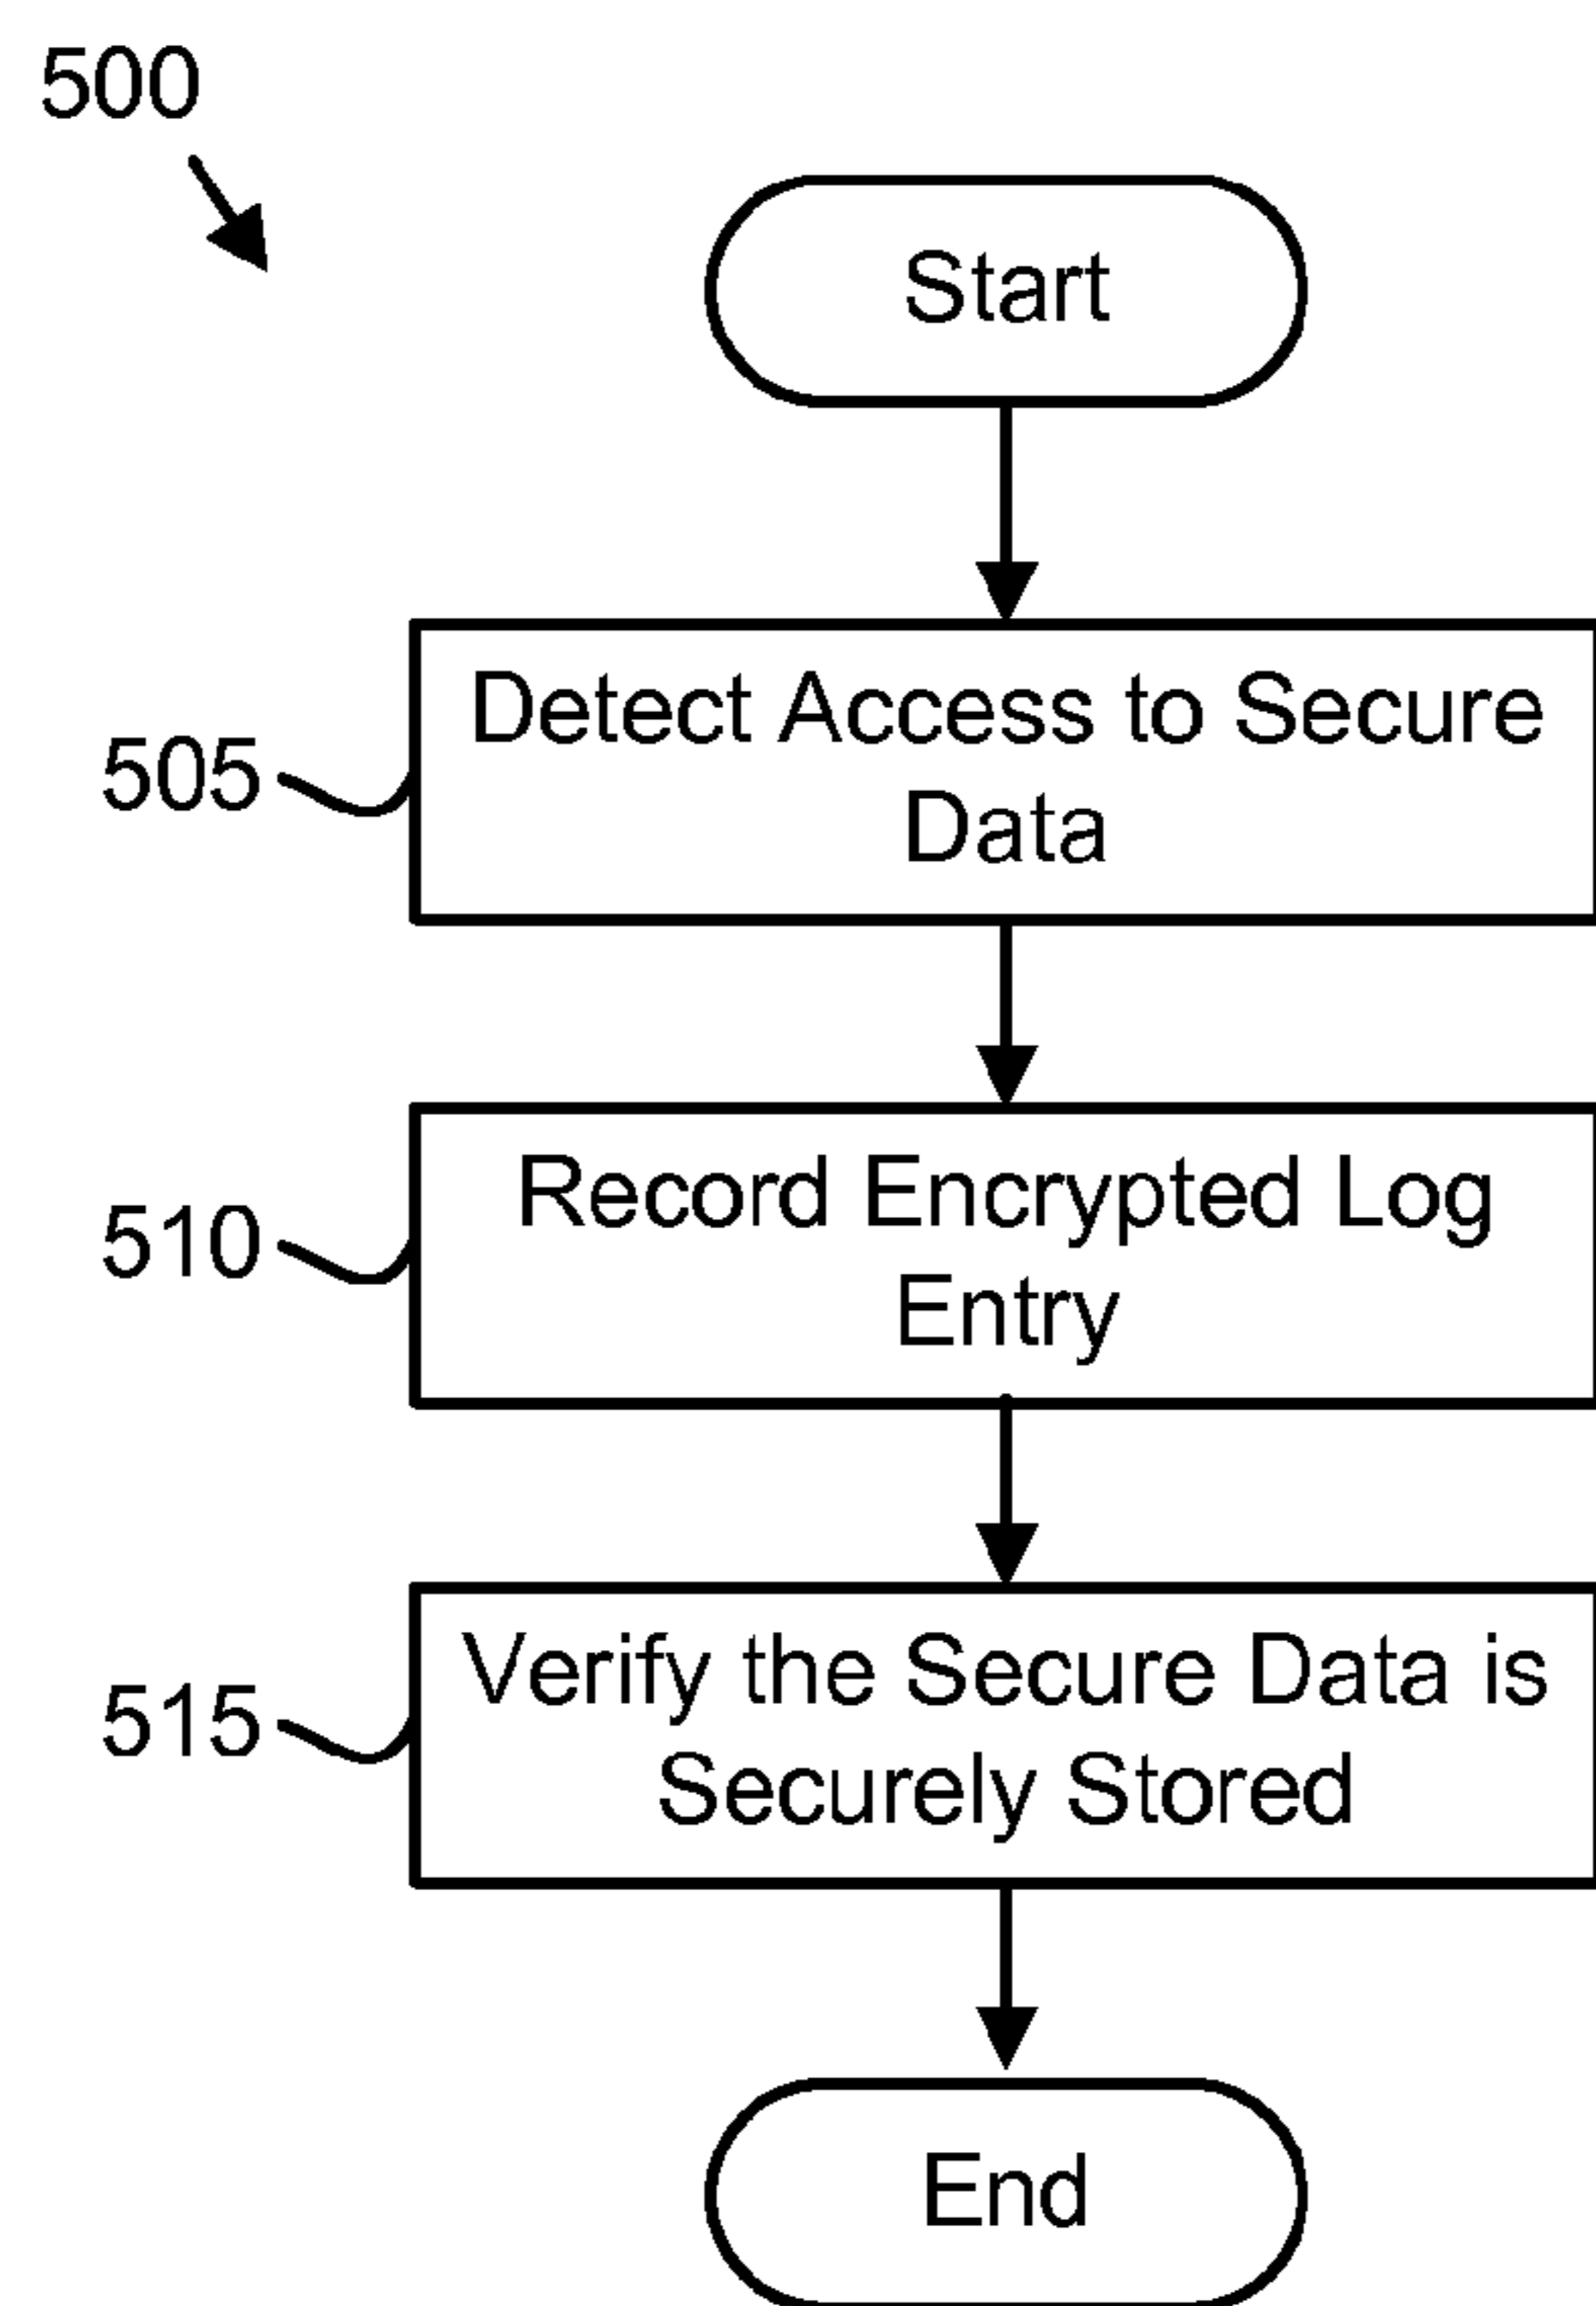 500
Start
Detect Access to Secure
Data
505
Record Encrypted Log
Entry
510
Verify the Secure Data is
Securely Stored
515
End